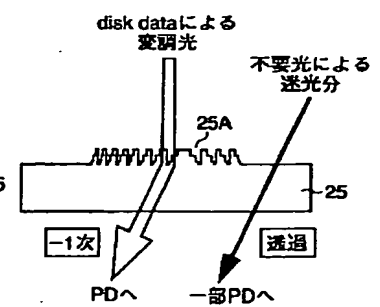 disk dataによる
変調光
不要光による
迷光分
25A
25
−1次
透過
PDへ
一部PDへ